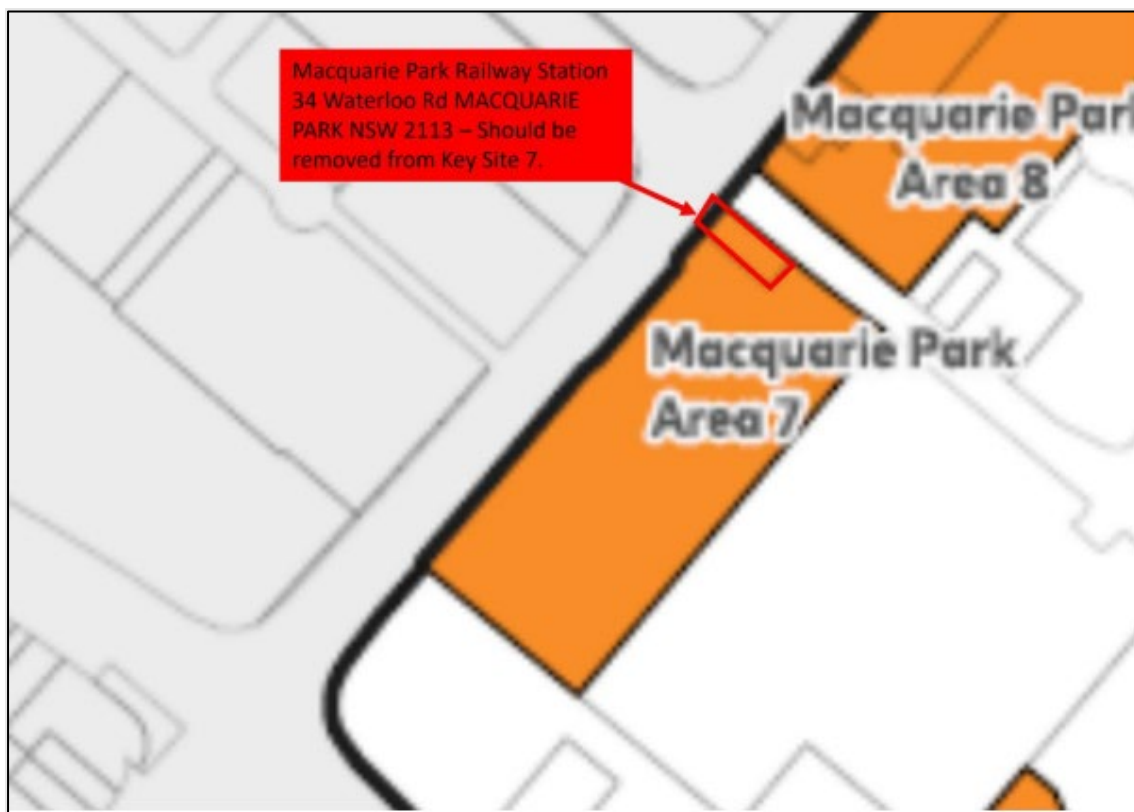 Macquarie Park Railway Station
34 Waterloo Rd MACQUARIE
PARK NSW 2113 – Should be
removed from Key Site 7.
Macquarie Park
Area 8
Macquarie Park
Area 7